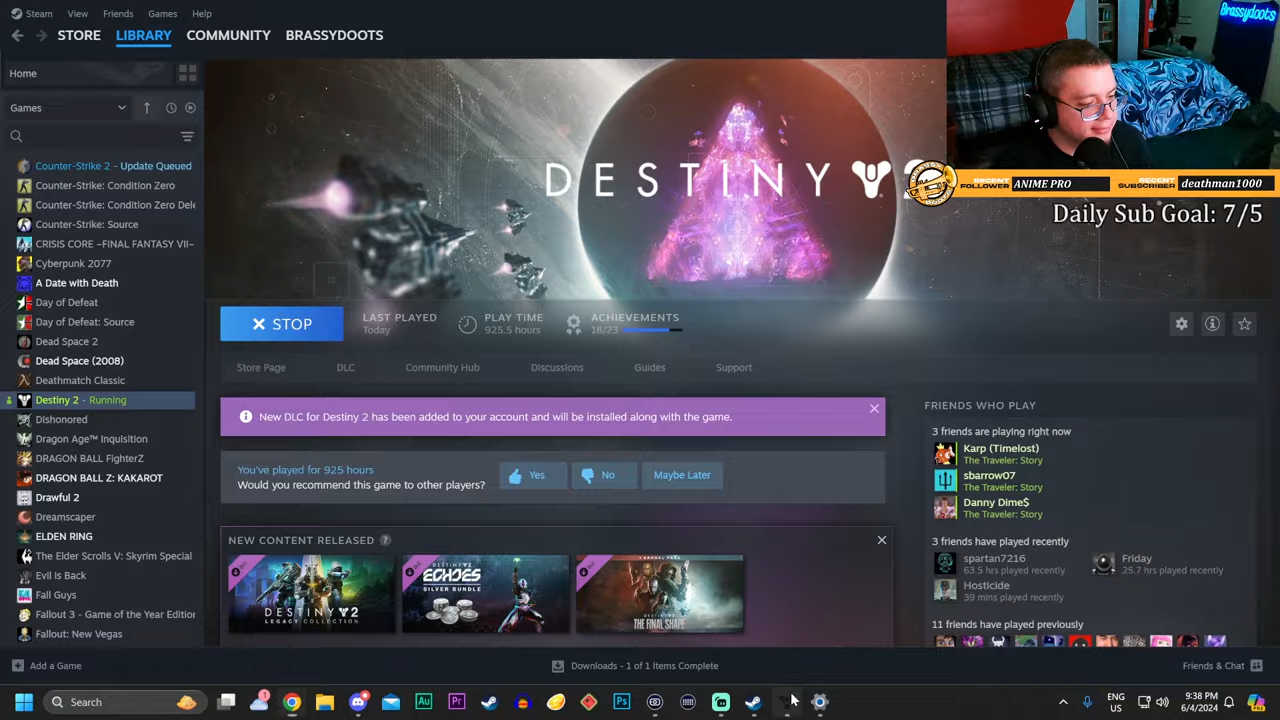 Steam View Friends Games Help
STORE LIBRARY COMMUNITY BRASSYDOOTS
Brassydoots
Home
Games
DESTINY 2
RECENT FOLLOWER ANIME PRO RECENT SUBSCRIBER deathman1000
Daily Sub Goal: 7/5
Counter-Strike 2 - Update Queued
Counter-Strike: Condition Zero
Counter-Strike: Condition Zero Dele
Counter-Strike: Source
CRISIS CORE –FINAL FANTASY VII–
Cyberpunk 2077
A Date with Death
Day of Defeat
Day of Defeat: Source
Dead Space 2
Dead Space (2008)
Deathmatch Classic
Destiny 2 - Running
Dishonored
Dragon Age™ Inquisition
DRAGON BALL FighterZ
DRAGON BALL Z: KAKAROT
Drawful 2
Dreamscaper
ELDEN RING
The Elder Scrolls V: Skyrim Special
Evil Is Back
Fall Guys
Fallout 3 - Game of the Year Edition
Fallout: New Vegas
STOP
LAST PLAYED
Today
PLAY TIME
925.5 hours
ACHIEVEMENTS
18/23
Store Page DLC Community Hub Discussions Guides Support
New DLC for Destiny 2 has been added to your account and will be installed along with the game.
You've played for 925 hours
Would you recommend this game to other players?
Yes No Maybe Later
NEW CONTENT RELEASED ?
DESTINY 2
LEGACY COLLECTION
DESTINY 2
ECHOES
SILVER BUNDLE
+ ANNUAL PASS
THE FINAL SHAPE
FRIENDS WHO PLAY
3 friends are playing right now
Karp (Timelost)
The Traveler: Story
sbarrow07
The Traveler: Story
Danny Dime$
The Traveler: Story
3 friends have played recently
spartan7216
63.5 hrs played recently
Friday
25.7 hrs played recently
Hosticide
39 mins played recently
11 friends have played previously
Add a Game
Downloads - 1 of 1 Items Complete
Friends & Chat
Search
1
Au
Pr
Ps
ENG
US
9:38 PM
6/4/2024